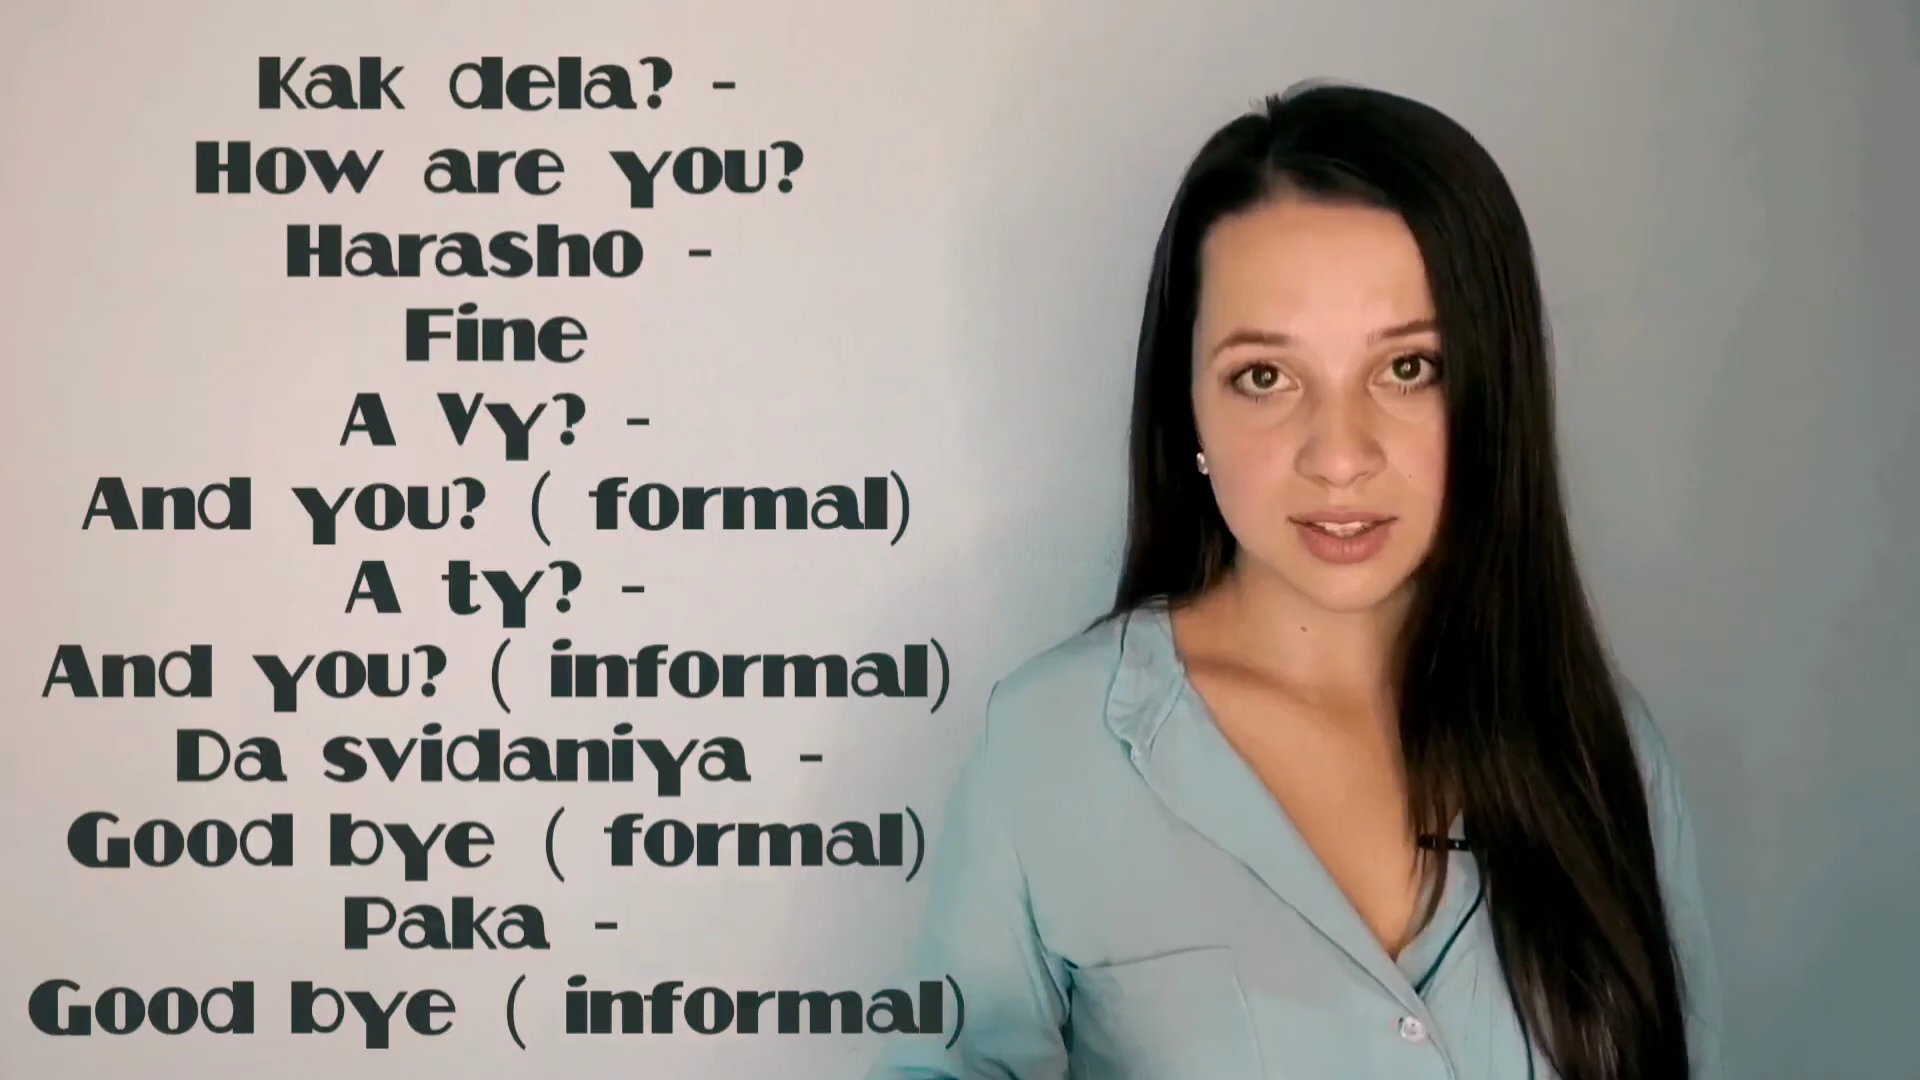 Kak dela? -
How are you?
Harasho -
Fine
A Vy? -
And you? ( formal)
A ty? -
And you? ( informal)
Da svidaniya -
Good bye ( formal)
Paka -
Good bye ( informal)